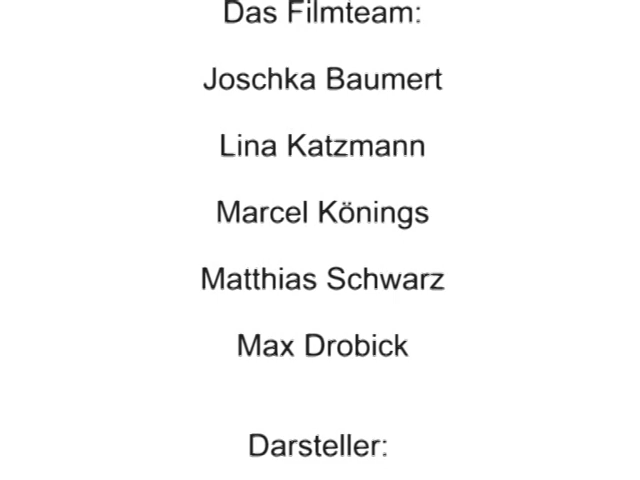 Das Filmteam:
Joschka Baumert
Lina Katzmann
Marcel Könings
Matthias Schwarz
Max Drobick
Darsteller: